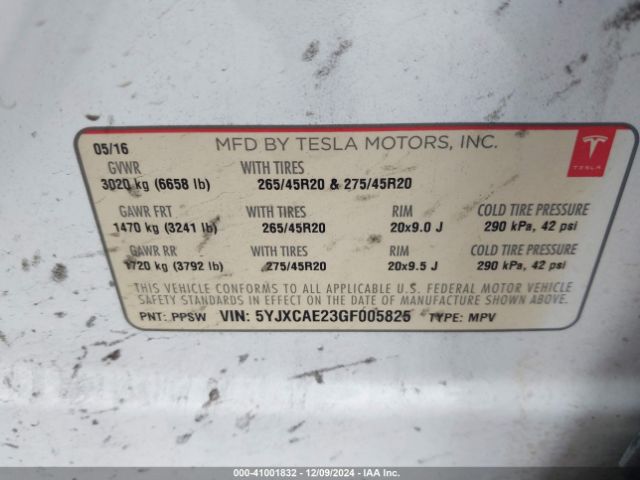 05/16 MFD BY TESLA MOTORS, INC.
TESLA
GVWR WITH TIRES
3020 kg (6658 lb) 265/45R20 & 275/45R20
GAWR FRT WITH TIRES RIM COLD TIRE PRESSURE
1470 kg (3241 lb) 265/45R20 20x9.0 J 290 kPa, 42 psi
GAWR RR WITH TIRES RIM COLD TIRE PRESSURE
1720 kg (3792 lb) 275/45R20 20x9.5 J 290 kPa, 42 psi
THIS VEHICLE CONFORMS TO ALL APPLICABLE U.S. FEDERAL MOTOR VEHICLE
SAFETY STANDARDS IN EFFECT ON THE DATE OF MANUFACTURE SHOWN ABOVE.
PNT: PPSW VIN: 5YJXCAE23GF005825 TYPE: MPV
000-41001832 - 12/09/2024 - IAA Inc.